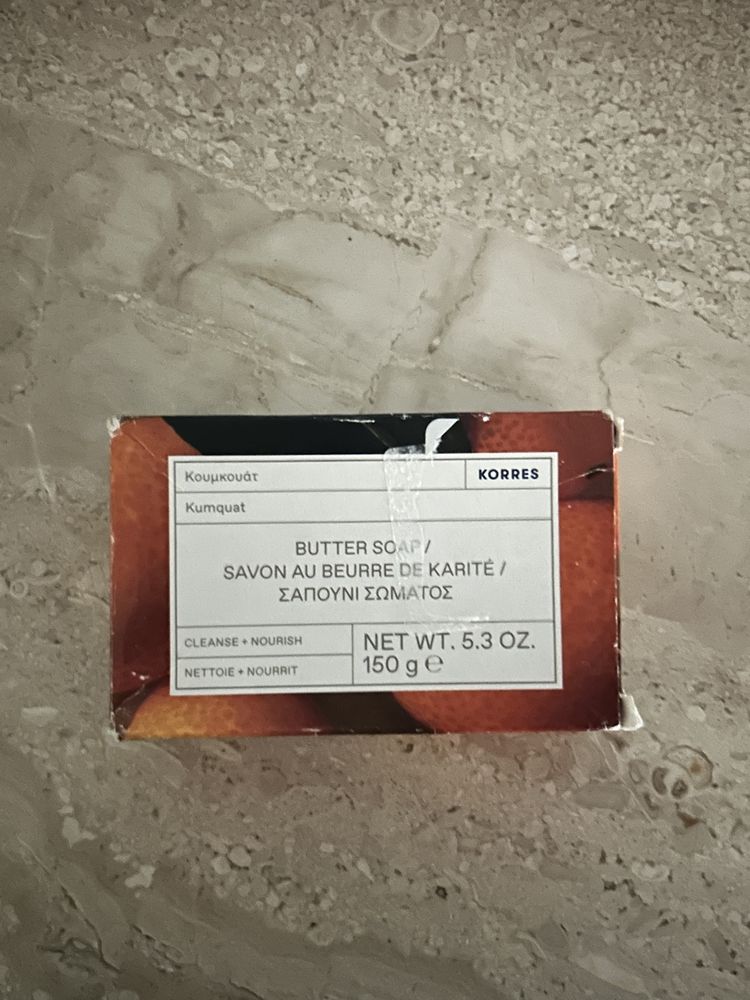 Κουμκουάτ
KORRES
Kumquat
BUTTER SOAP /
SAVON AU BEURRE DE KARITÉ /
ΣΑΠΟΥΝΙ ΣΩΜΑΤΟΣ
CLEANSE + NOURISH
NETTOIE + NOURRIT
NET WT. 5.3 OZ.
150 g ℮